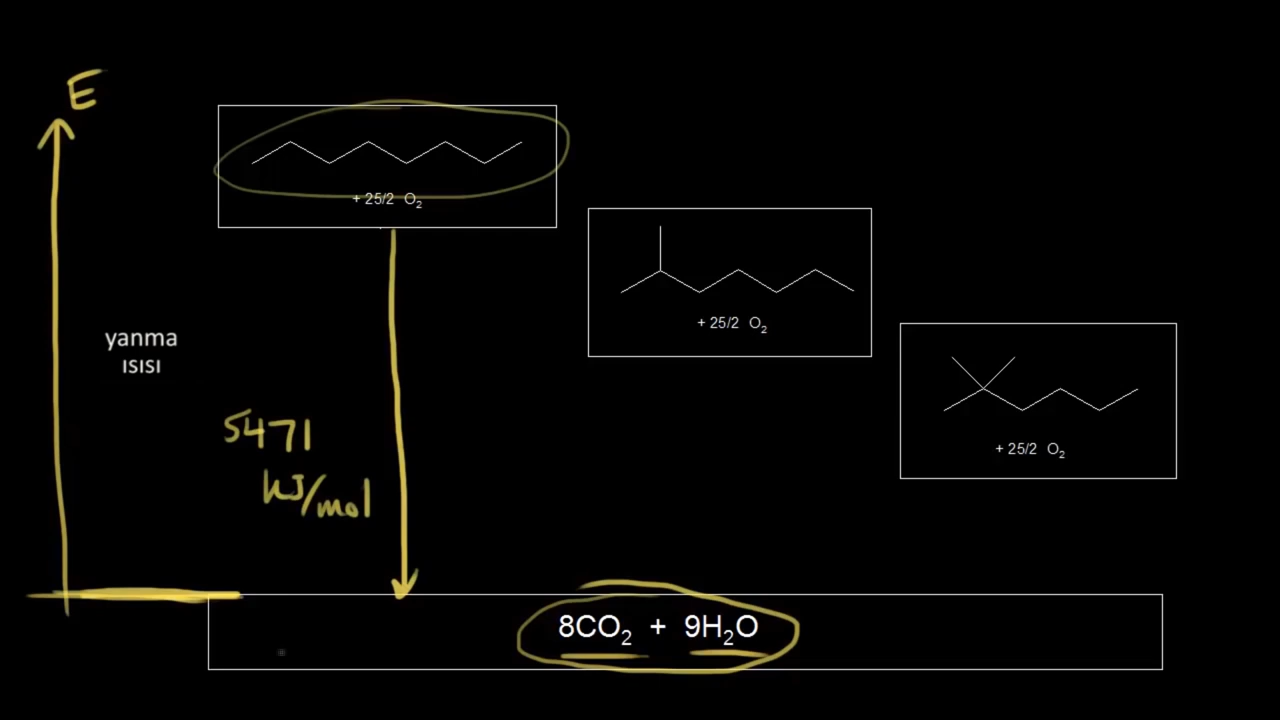 E
+ 25/2 O₂
+ 25/2 O₂
yanma
ısısı
5471
kJ/mol
+ 25/2 O₂
8CO₂ + 9H₂O